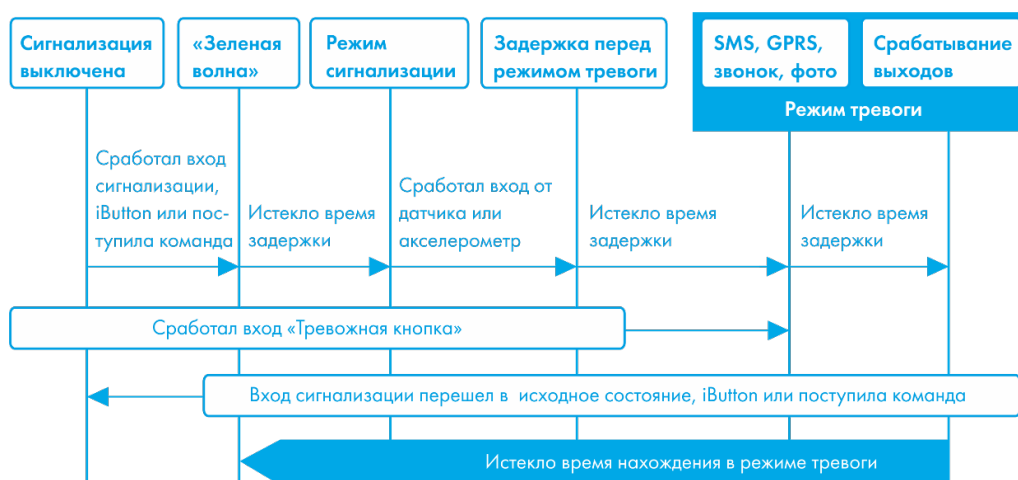 Сигнализация
выключена
«Зеленая
волна»
Режим
сигнализации
Задержка перед
режимом тревоги
SMS, GPRS,
звонок, фото
Срабатывание
выходов
Режим тревоги
Сработал вход
сигнализации,
iButton или пос-
тупила команда
Истекло время
задержки
Сработал вход от
датчика или
акселерометр
Истекло время
задержки
Истекло время
задержки
Сработал вход «Тревожная кнопка»
Вход сигнализации перешел в исходное состояние, iButton или поступила команда
Истекло время нахождения в режиме тревоги